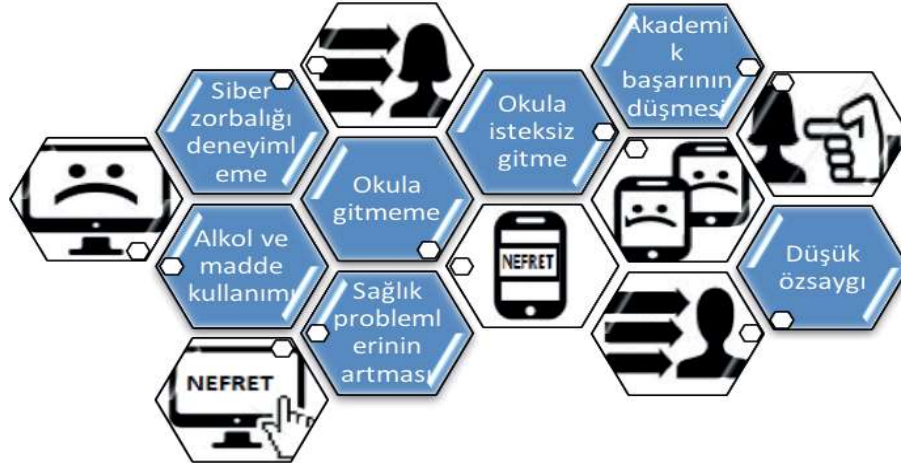 Siber
zorbalığı
deneyiml
eme
Okula
isteksiz
gitme
Akademi
k
başarının
düşmesi
Okula
gitmeme
Alkol ve
madde
kullanımı
Sağlık
probleml
erinin
artması
NEFRET
NEFRET
Düşük
özsaygı